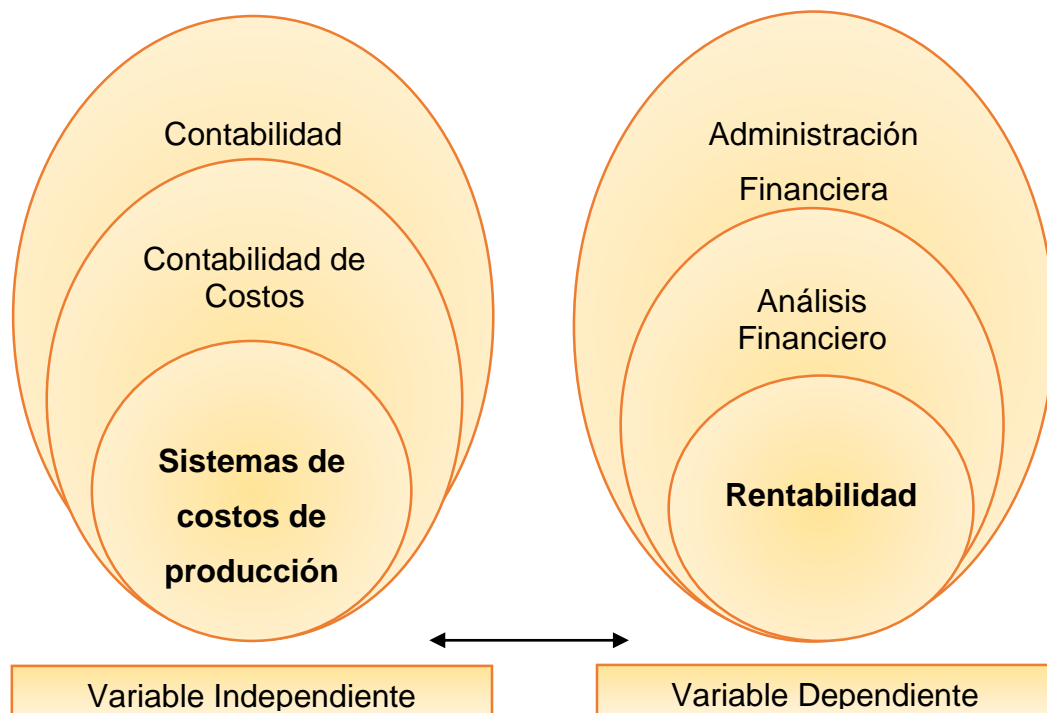 Contabilidad
Contabilidad de
Costos
Sistemas de
costos de
producción
Variable Independiente
Administración
Financiera
Análisis
Financiero
Rentabilidad
Variable Dependiente